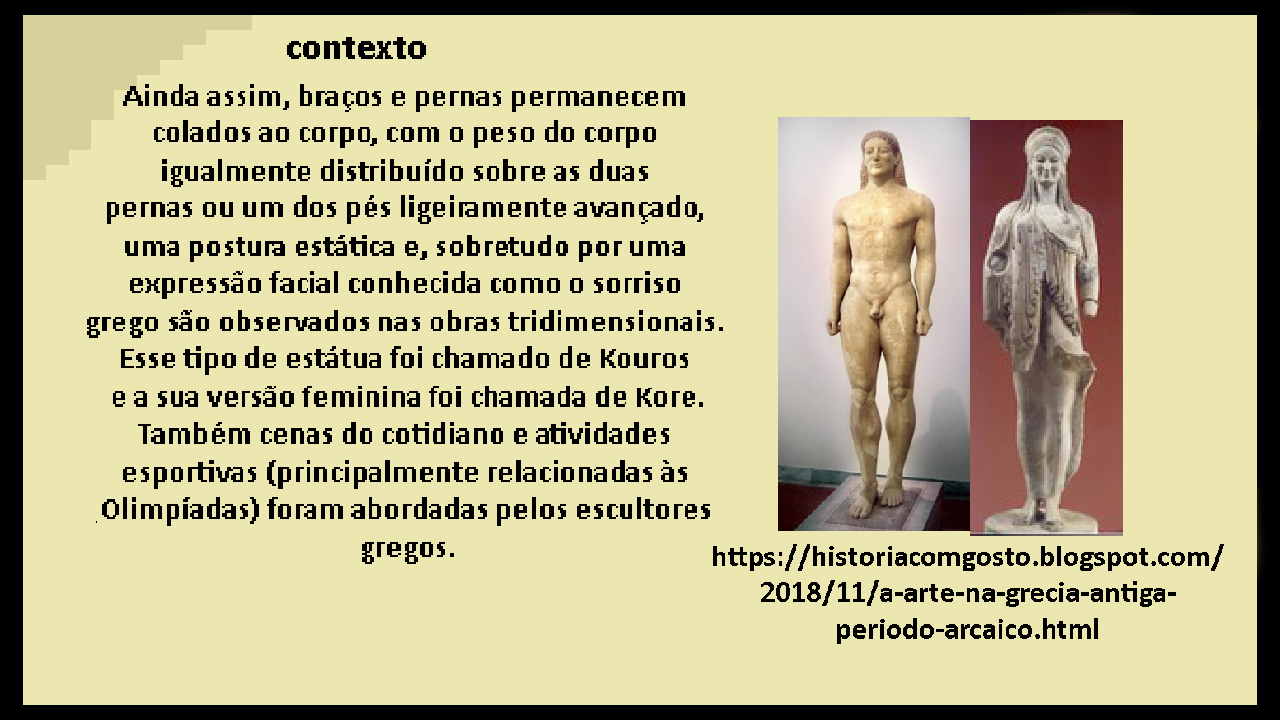 contexto
Ainda assim, braços e pernas permanecem
colados ao corpo, com o peso do corpo
igualmente distribuído sobre as duas
pernas ou um dos pés ligeiramente avançado,
uma postura estática e, sobretudo por uma
expressão facial conhecida como o sorriso
grego são observados nas obras tridimensionais.
Esse tipo de estátua foi chamado de Kouros
e a sua versão feminina foi chamada de Kore.
Também cenas do cotidiano e atividades
esportivas (principalmente relacionadas às
Olimpíadas) foram abordadas pelos escultores
gregos.
https://historiacomgosto.blogspot.com/
2018/11/a-arte-na-grecia-antiga-
periodo-arcaico.html